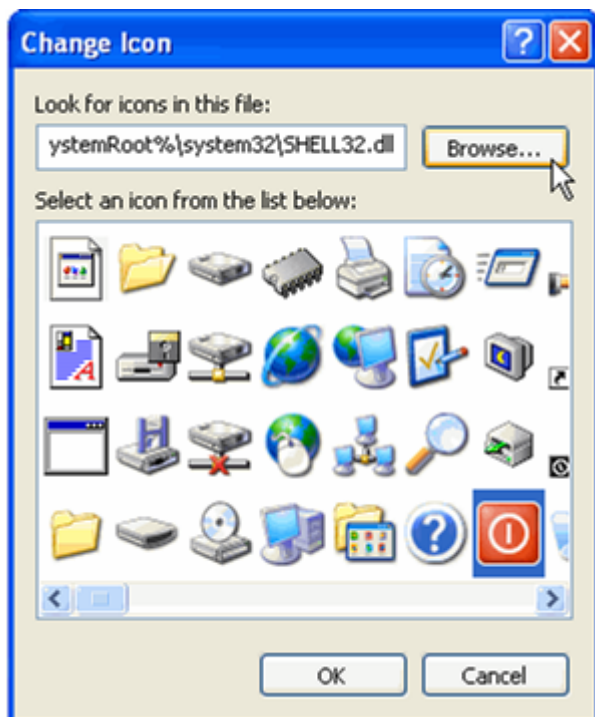 Change Icon
Look for icons in this file:
ystemRoot%\system32\SHELL32.dll
Browse...
Select an icon from the list below:
OK
Cancel